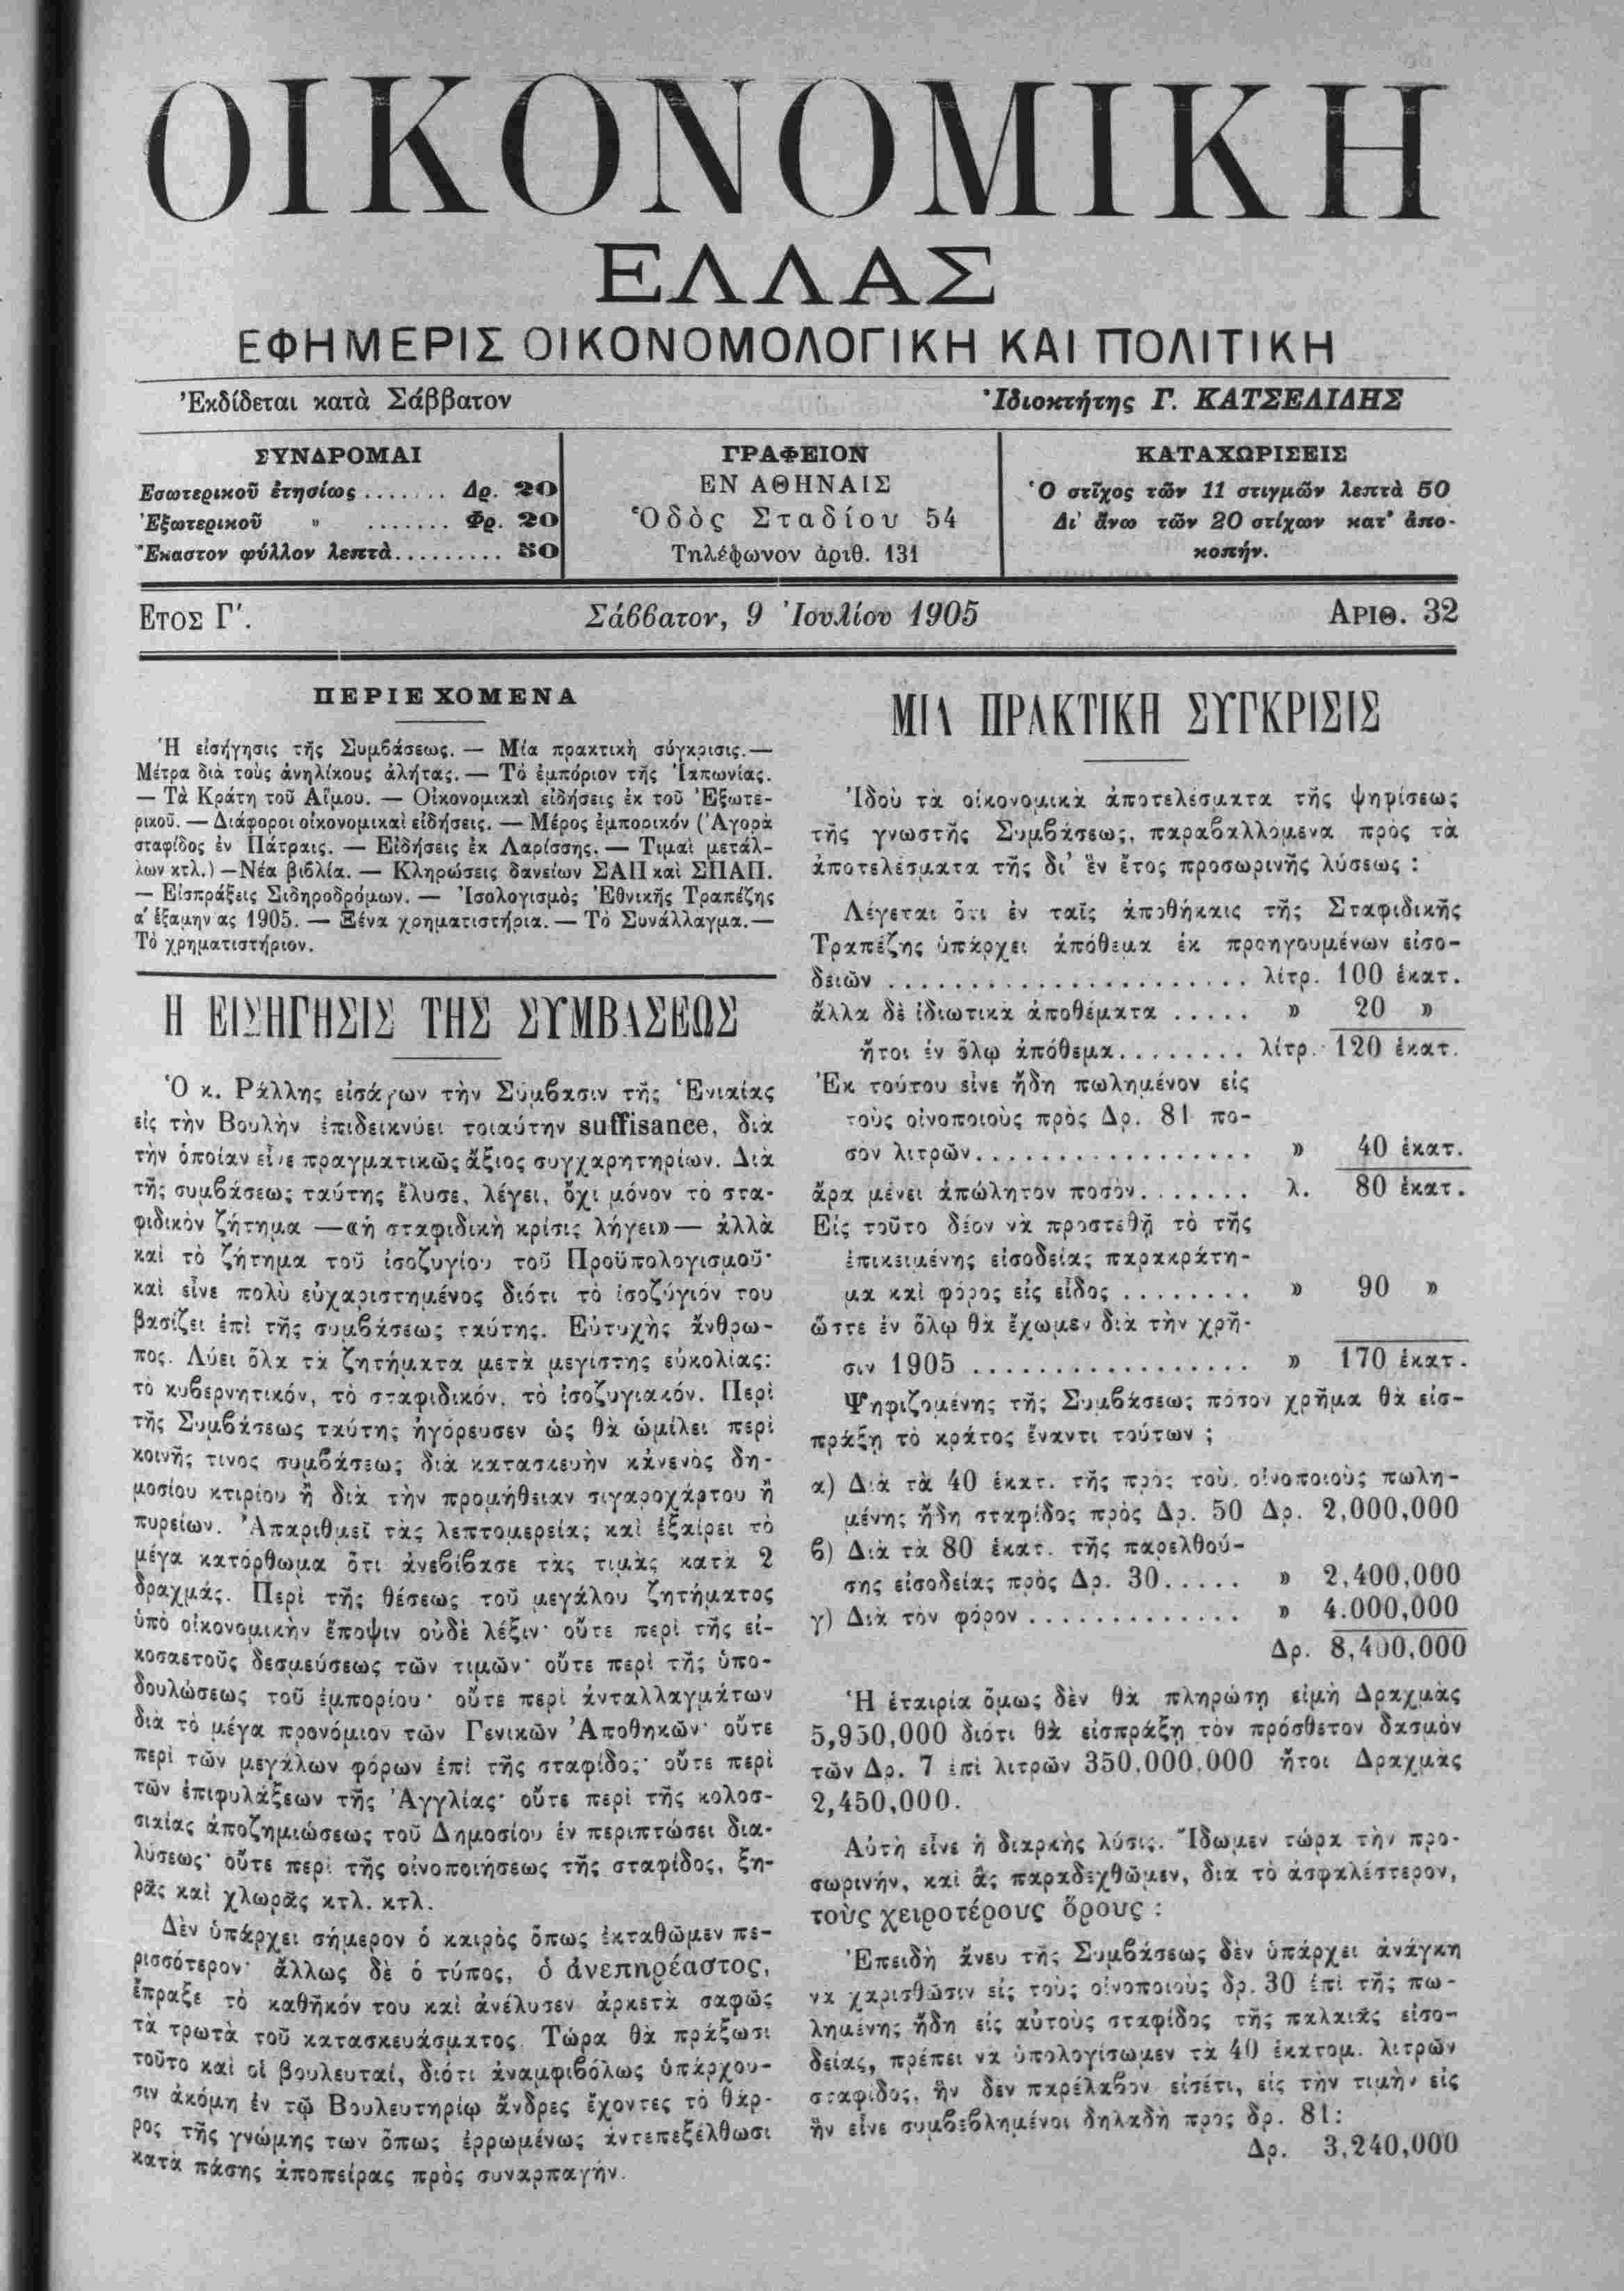 ΟΙΚΟΝΟΜΙΚΗ
ΕΛΛΑΣ
ΕΦΗΜΕΡΙΣ ΟΙΚΟΝΟΜΟΛΟΓΙΚΗ ΚΑΙ ΠΟΛΙΤΙΚΗ
Ἐκδίδεται κατὰ Σάββατον
Ἰδιοκτήτης Γ. ΚΑΤΣΕΛΙΔΗΣ
ΣΥΝΔΡΟΜΑΙ
Εσωτερικοῦ ἐτησίως ....... Δρ. 20
Ἐξωτερικοῦ » ....... Φρ. 20
Ἕκαστον φύλλον λεπτὰ.......... 50
ΓΡΑΦΕΙΟΝ
ΕΝ ΑΘΗΝΑΙΣ
Ὁδὸς Σταδίου 54
Τηλέφωνον ἀριθ. 131
ΚΑΤΑΧΩΡΙΣΕΙΣ
Ὁ στῖχος τῶν 11 στιγμῶν λεπτὰ 50
Δι' ἄνω τῶν 20 στίχων κατ' ἀπο-
κοπήν.
ΕΤΟΣ Γ'.
Σάββατον, 9 Ἰουλίου 1905
ΑΡΙΘ. 32
ΠΕΡΙΕΧΟΜΕΝΑ
Ἡ εἰσήγησις τῆς Συμβάσεως. — Μία πρακτικὴ σύγκρισις.—
Μέτρα διὰ τοὺς ἀνηλίκους ἀλήτας. — Τὸ ἐμπόριον τῆς Ἰαπωνίας.
— Τὰ Κράτη τοῦ Αἵμου. — Οἰκονομικαὶ εἰδήσεις ἐκ τοῦ Ἐξωτε-
ρικοῦ. — Διάφοροι οἰκονομικαὶ εἰδήσεις. — Μέρος ἐμπορικόν (Ἀγορὰ
σταφίδος ἐν Πάτραις. — Εἰδήσεις ἐκ Λαρίσσης. — Τιμαὶ μετάλ-
λων κτλ.) —Νέα βιβλία. — Κληρώσεις δανείων ΣΑΠ καὶ ΣΠΑΠ.
— Εἰσπράξεις Σιδηροδρόμων. — Ἰσολογισμὸς Ἐθνικῆς Τραπέζης
α' ἑξαμην ας 1905. — Ξένα χρηματιστήρια. — Τὸ Συνάλλαγμα.—
Τὸ χρηματιστήριον.
Η ΕΙΣΗΓΗΣΙΣ ΤΗΣ ΣΥΜΒΑΣΕΩΣ
Ὁ κ. Ράλλης εἰσάγων τὴν Σύμβασιν τῆς Ἑνιαίας
εἰς τὴν Βουλὴν ἐπιδεικνύει τοιαύτην suffisance, διὰ
τὴν ὁποίαν εἶνε πραγματικῶς ἄξιος συγχαρητηρίων. Διὰ
τῆς συμβάσεως ταύτης ἔλυσε, λέγει, ὄχι μόνον τὸ στα-
φιδικὸν ζήτημα —«ἡ σταφιδικὴ κρίσις λήγει»— ἀλλὰ
καὶ τὸ ζήτημα τοῦ ἰσοζυγίου τοῦ Προϋπολογισμοῦ·
καὶ εἶνε πολὺ εὐχαριστημένος διότι τὸ ἰσοζύγιόν του
βασίζει ἐπὶ τῆς συμβάσεως ταύτης. Εὐτυχὴς ἄνθρω-
πος. Λύει ὅλα τὰ ζητήματα μετὰ μεγίστης εὐκολίας:
τὸ κυβερνητικόν, τὸ σταφιδικόν, τὸ ἰσοζυγιακόν. Περὶ
τῆς Συμβάσεως ταύτης ἠγόρευσεν ὡς θὰ ὡμίλει περὶ
κοινῆς τινος συμβάσεως διὰ κατασκευὴν κἀνενὸς δη-
μοσίου κτιρίου ἢ διὰ τὴν προμήθειαν σιγαροχάρτου ἢ
πυρείων. Ἀπαριθμεῖ τὰς λεπτομερείας καὶ ἐξαίρει τὸ
μέγα κατόρθωμα ὅτι ἀνεβίβασε τὰς τιμὰς κατὰ 2
δραχμάς. Περὶ τῆς θέσεως τοῦ μεγάλου ζητήματος
ὑπὸ οἰκονομικὴν ἔποψιν οὐδὲ λέξιν· οὔτε περὶ τῆς εἰ-
κοσαετοῦς δεσμεύσεως τῶν τιμῶν· οὔτε περὶ τῆς ὑπο-
δουλώσεως τοῦ ἐμπορίου· οὔτε περὶ ἀνταλλαγμάτων
διὰ τὸ μέγα προνόμιον τῶν Γενικῶν Ἀποθηκῶν· οὔτε
περὶ τῶν μεγάλων φόρων ἐπὶ τῆς σταφίδος· οὔτε περὶ
τῶν ἐπιφυλάξεων τῆς Ἀγγλίας· οὔτε περὶ τῆς κολοσ-
σιαίας ἀποζημιώσεως τοῦ Δημοσίου ἐν περιπτώσει δια-
λύσεως· οὔτε περὶ τῆς οἰνοποιήσεως τῆς σταφίδος, ξη-
ρᾶς καὶ χλωρᾶς κτλ. κτλ.
Δὲν ὑπάρχει σήμερον ὁ καιρὸς ὅπως ἐκταθῶμεν πε-
ρισσότερον· ἄλλως δὲ ὁ τύπος, ὁ ἀνεπηρέαστος,
ἔπραξε τὸ καθῆκόν του καὶ ἀνέλυσεν ἀρκετὰ σαφῶς
τὰ τρωτὰ τοῦ κατασκευάσματος. Τώρα θὰ πράξωσι
τοῦτο καὶ οἱ βουλευταί, διότι ἀναμφιβόλως ὑπάρχου-
σιν ἀκόμη ἐν τῷ Βουλευτηρίῳ ἄνδρες ἔχοντες τὸ θάρ-
ρος τῆς γνώμης των ὅπως ἐρρωμένως ἀντεπεξέλθωσι
κατὰ πάσης ἀποπείρας πρὸς συναρπαγήν.
ΜΙΑ ΠΡΑΚΤΙΚΗ ΣΥΓΚΡΙΣΙΣ
Ἰδοὺ τὰ οἰκονομικὰ ἀποτελέσματα τῆς ψηφίσεως
τῆς γνωστῆς Συμβάσεως, παραβαλλόμενα πρὸς τὰ
ἀποτελέσματα τῆς δι' ἓν ἔτος προσωρινῆς λύσεως :
Λέγεται ὅτι ἐν ταῖς ἀποθήκαις τῆς Σταφιδικῆς
Τραπέζης ὑπάρχει ἀπόθεμα ἐκ προηγουμένων εἰσο-
δειῶν ...................... λίτρ. 100 ἑκατ.
ἄλλα δὲ ἰδιωτικὰ ἀποθέματα ..... » 20 »
ἤτοι ἐν ὅλῳ ἀπόθεμα........ λίτρ. 120 ἑκατ.
Ἐκ τούτου εἶνε ἤδη πωλημένον εἰς
τοὺς οἰνοποιοὺς πρὸς Δρ. 81 πο-
σον λιτρῶν................. » 40 ἑκατ.
ἄρα μένει ἀπώλητον ποσὸν....... λ. 80 ἑκατ.
Εἰς τοῦτο δέον νὰ προστεθῇ τὸ τῆς
ἐπικειμένης εἰσοδείας παρακράτη-
μα καὶ φόρος εἰς εἶδος ........ » 90 »
ὥστε ἐν ὅλῳ θὰ ἔχωμεν διὰ τὴν χρῆ-
σιν 1905 ................. » 170 ἑκατ.
Ψηφιζομένης τῆς Συμβάσεως πόσον χρῆμα θὰ εἰσ-
πράξῃ τὸ κράτος ἔναντι τούτων ;
α) Διὰ τὰ 40 ἑκατ. τῆς πρὸς τοὺ. οἰνοποιοὺς πωλη-
μένης ἤδη σταφίδος πρὸς Δρ. 50 Δρ. 2,000,000
β) Διὰ τὰ 80 ἑκατ. τῆς παρελθού-
σης εἰσοδείας πρὸς Δρ. 30..... » 2,400,000
γ) Διὰ τὸν φόρον ............. » 4.000,000
Δρ. 8,400,000
Ἡ ἑταιρία ὅμως δὲν θὰ πληρώσῃ εἰμὴ Δραχμὰς
5,950,000 διότι θὰ εἰσπράξῃ τὸν πρόσθετον δασμὸν
τῶν Δρ. 7 ἐπὶ λιτρῶν 350,000,000 ἤτοι Δραχμὰς
2,450,000.
Αὐτὴ εἶνε ἡ διαρκὴς λύσις. Ἴδωμεν τώρα τὴν προ-
σωρινήν, καὶ ἂς παραδεχθῶμεν, διὰ τὸ ἀσφαλέστερον,
τοὺς χειροτέρους ὅρους :
Ἐπειδὴ ἄνευ τῆς Συμβάσεως δὲν ὑπάρχει ἀνάγκη
νὰ χαρισθῶσιν εἰς τοὺς οἰνοποιοὺς δρ. 30 ἐπὶ τῆς πω-
λημένης ἤδη εἰς αὐτοὺς σταφίδος τῆς παλαιᾶς εἰσο-
δείας, πρέπει νὰ ὑπολογίσωμεν τὰ 40 ἑκατομ. λιτρῶν
σταφίδος, ἣν δεν παρέλαβον εἰσέτι, εἰς τὴν τιμὴν εἰς
ἣν εἶνε συμβεβλημένοι δηλαδὴ προς δρ. 81:
Δρ. 3,240,000